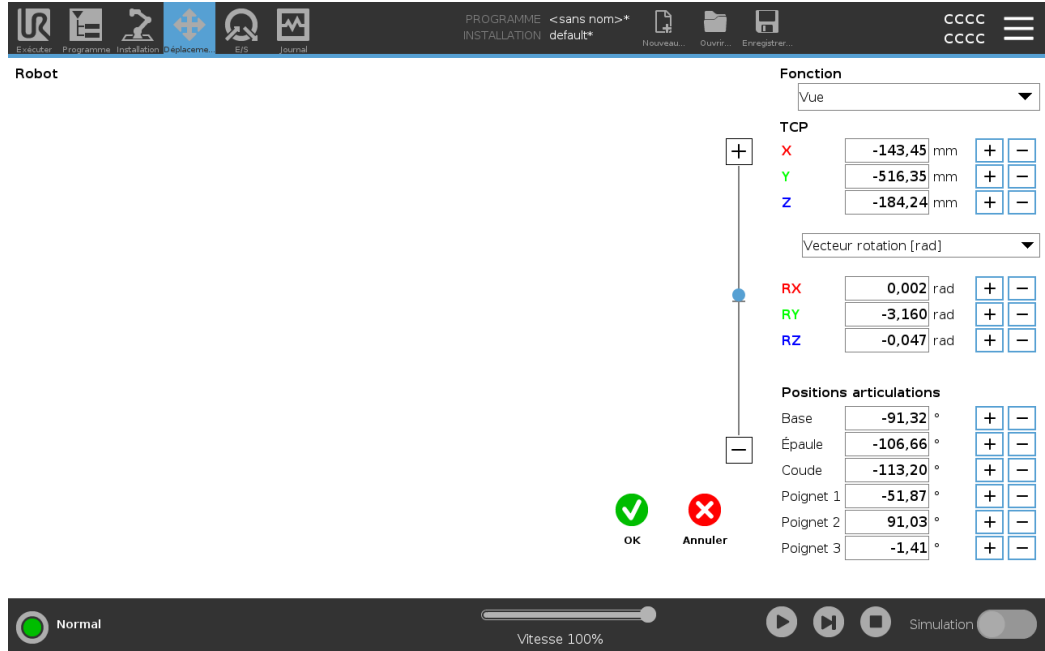 PROGRAMME <sans nom>*
INSTALLATION default*
CCCC
CCCC
Exécuter Programme Installation Déplaceme... E/S Journal Nouveau... Ouvrir... Enregistrer...
Robot
Fonction
Vue
TCP
X -143,45 mm + −
Y -516,35 mm + −
Z -184,24 mm + −
Vecteur rotation [rad]
RX 0,002 rad + −
RY -3,160 rad + −
RZ -0,047 rad + −
Positions articulations
Base -91,32 ° + −
Épaule -106,66 ° + −
Coude -113,20 ° + −
Poignet 1 -51,87 ° + −
Poignet 2 91,03 ° + −
Poignet 3 -1,41 ° + −
OK Annuler
Normal
Vitesse 100%
Simulation